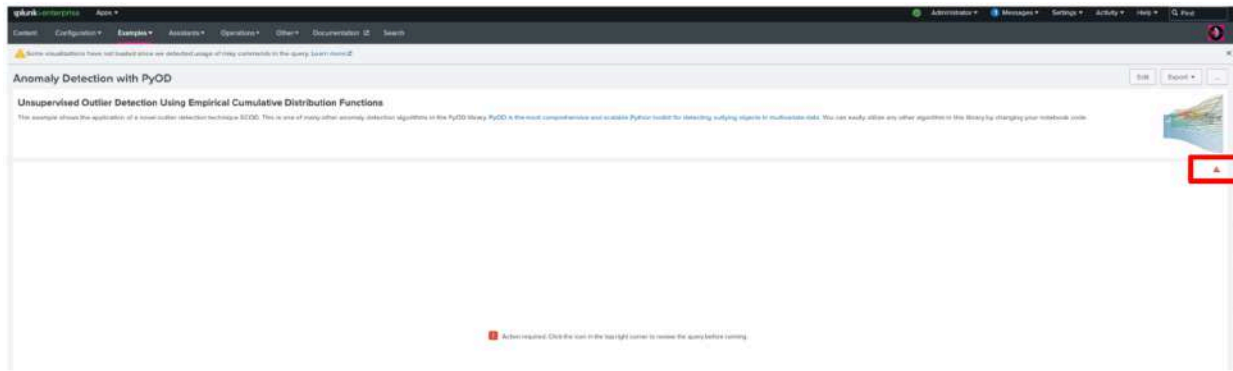 splunk>enterprise Apps ▾ Administrator ▾ Messages ▾ Settings ▾ Activity ▾ Help ▾ Find
Content Configuration ▾ Examples ▾ Assistants ▾ Operations ▾ Other ▾ Documentation Search
Some visualizations have not loaded since we detected usage of risky commands in the query. Learn more
Anomaly Detection with PyOD Edit Export ▾ ...
Unsupervised Outlier Detection Using Empirical Cumulative Distribution Functions
This example shows the application of a novel outlier detection technique ECOD. This is one of many other anomaly detection algorithms in the PyOD library. PyOD is the most comprehensive and scalable Python toolkit for detecting outlying objects in multivariate data. You can easily utilize any other algorithm in this library by changing your notebook code.
Action required. Click the icon in the top right corner to review the query before running.